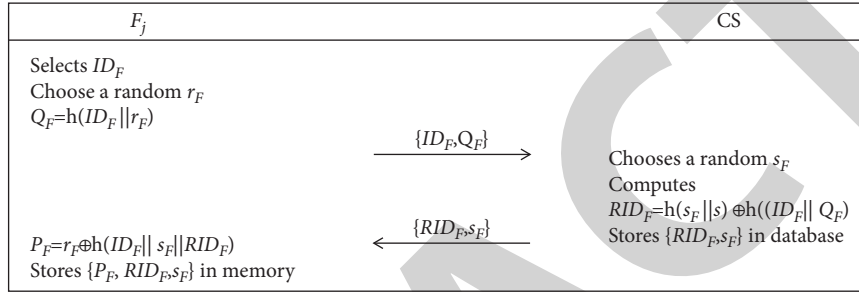 F_j CS
Selects ID_F
Choose a random r_F
Q_F=h(ID_F||r_F)
{ID_F,Q_F}
Chooses a random s_F
Computes
RID_F=h(s_F||s) ⊕h((ID_F|| Q_F)
Stores {RID_F,s_F} in database
{RID_F,s_F}
P_F=r_F⊕h(ID_F|| s_F||RID_F)
Stores {P_F, RID_F,s_F} in memory